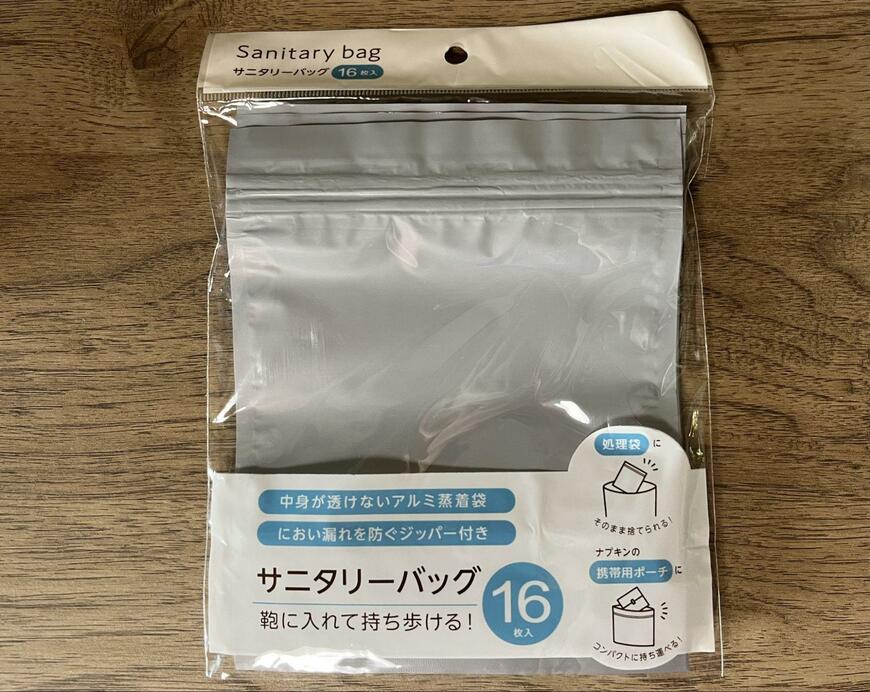 Sanitary bag
サニタリーバッグ 16枚入
中身が透けないアルミ蒸着袋
におい漏れを防ぐジッパー付き
サニタリーバッグ
鞄に入れて持ち歩ける!
16
枚入
処理袋に
そのまま捨てられる!
ナプキンの
携帯用ポーチに
コンパクトに持ち運べる!